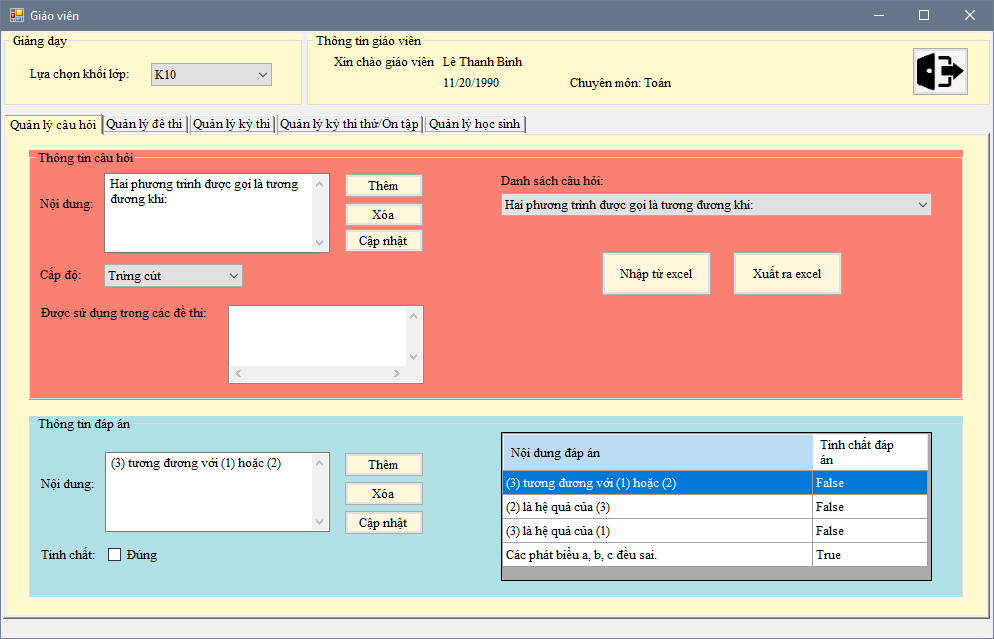 Giáo viên
Giảng dạy
Lựa chọn khối lớp:
K10
Thông tin giáo viên
Xin chào giáo viên Lê Thanh Bình
11/20/1990
Chuyên môn: Toán
Quản lý câu hỏi
Quản lý đề thi
Quản lý kỳ thi
Quản lý kỳ thi thử/Ôn tập
Quản lý học sinh
Thông tin câu hỏi
Nội dung:
Hai phương trình được gọi là tương
đương khi:
Thêm
Xóa
Cập nhật
Danh sách câu hỏi:
Hai phương trình được gọi là tương đương khi:
Cấp độ:
Trứng cút
Nhập từ excel
Xuất ra excel
Được sử dụng trong các đề thi:
Thông tin đáp án
Nội dung:
(3) tương đương với (1) hoặc (2)
Thêm
Xóa
Cập nhật
Tính chất:
Đúng
Nội dung đáp án
Tính chất đáp
án
(3) tương đương với (1) hoặc (2) False
(2) là hệ quả của (3) False
(3) là hệ quả của (1) False
Các phát biểu a, b, c đều sai. True